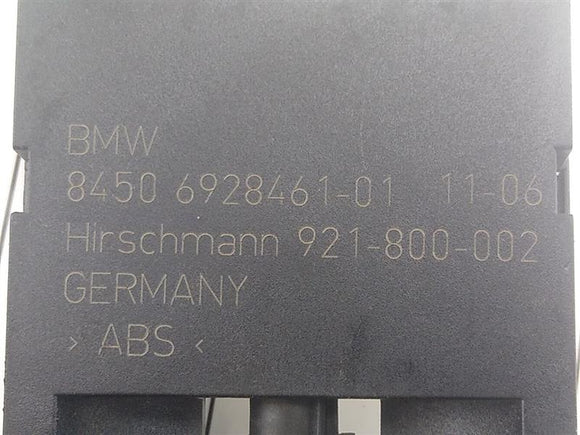 BMW
8450 6928461-01 11-06
Hirschmann 921-800-002
GERMANY
> ABS <